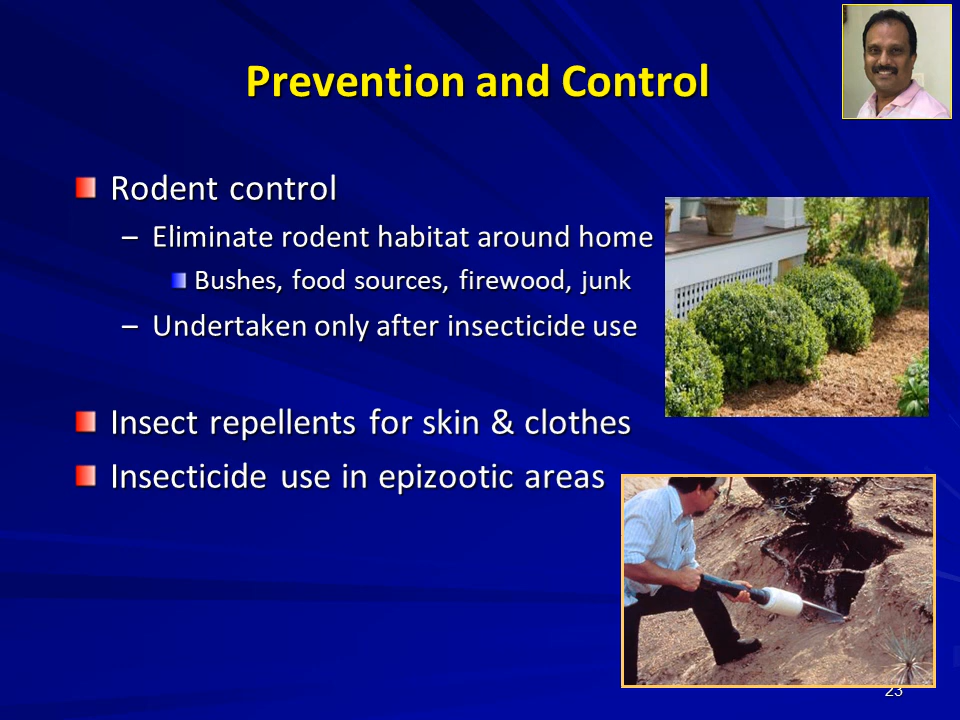 Prevention and Control
Rodent control
– Eliminate rodent habitat around home
Bushes, food sources, firewood, junk
– Undertaken only after insecticide use
Insect repellents for skin & clothes
Insecticide use in epizootic areas
23